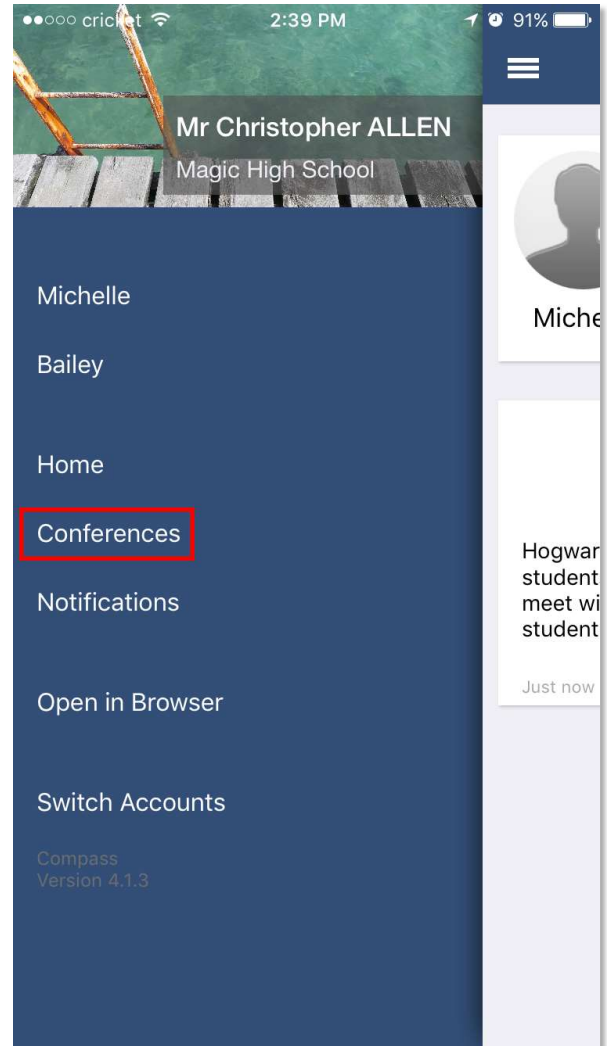 cricket 2:39 PM 91%
Mr Christopher ALLEN
Magic High School
Michelle
Bailey
Home
Conferences
Notifications
Open in Browser
Switch Accounts
Compass
Version 4.1.3
Miche
Hogwar
student
meet wi
student
Just now